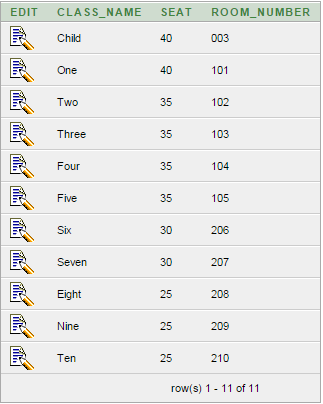 EDIT CLASS_NAME SEAT ROOM_NUMBER
Child 40 003
One 40 101
Two 35 102
Three 35 103
Four 35 104
Five 35 105
Six 30 206
Seven 30 207
Eight 25 208
Nine 25 209
Ten 25 210
row(s) 1 - 11 of 11